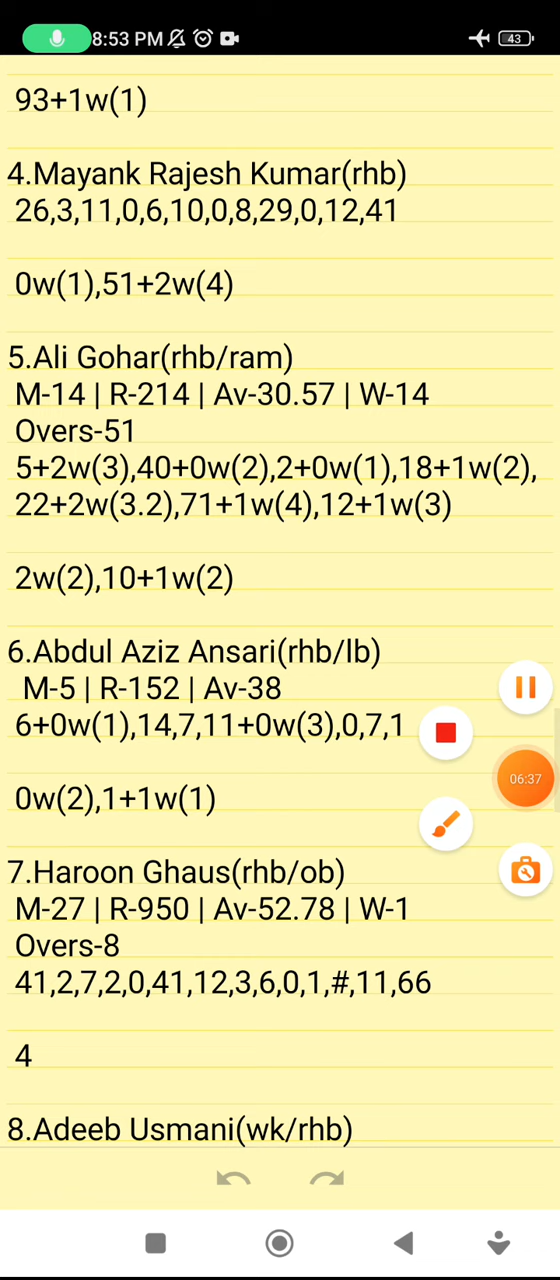 8:53 PM 43
93+1w(1)
4.Mayank Rajesh Kumar(rhb)
26,3,11,0,6,10,0,8,29,0,12,41
0w(1),51+2w(4)
5.Ali Gohar(rhb/ram)
M-14 | R-214 | Av-30.57 | W-14
Overs-51
5+2w(3),40+0w(2),2+0w(1),18+1w(2),
22+2w(3.2),71+1w(4),12+1w(3)
2w(2),10+1w(2)
6.Abdul Aziz Ansari(rhb/lb)
M-5 | R-152 | Av-38
6+0w(1),14,7,11+0w(3),0,7,1
06:37
0w(2),1+1w(1)
7.Haroon Ghaus(rhb/ob)
M-27 | R-950 | Av-52.78 | W-1
Overs-8
41,2,7,2,0,41,12,3,6,0,1,#,11,66
4
8.Adeeb Usmani(wk/rhb)